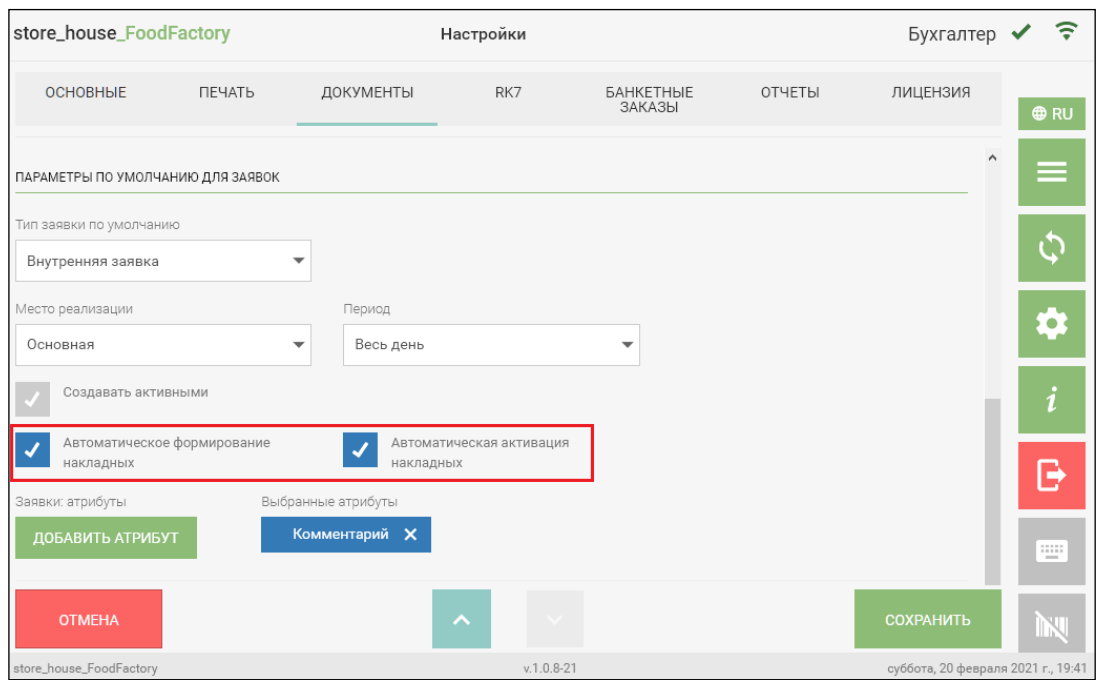 store_house_FoodFactory Настройки Бухгалтер
ОСНОВНЫЕ ПЕЧАТЬ ДОКУМЕНТЫ RK7 БАНКЕТНЫЕ ЗАКАЗЫ ОТЧЕТЫ ЛИЦЕНЗИЯ
RU
ПАРАМЕТРЫ ПО УМОЛЧАНИЮ ДЛЯ ЗАЯВОК
Тип заявки по умолчанию
Внутренняя заявка
Место реализации Период
Основная Весь день
Создавать активными
Автоматическое формирование накладных Автоматическая активация накладных
Заявки: атрибуты Выбранные атрибуты
ДОБАВИТЬ АТРИБУТ Комментарий
ОТМЕНА СОХРАНИТЬ
store_house_FoodFactory v.1.0.8-21 суббота, 20 февраля 2021 г., 19:41